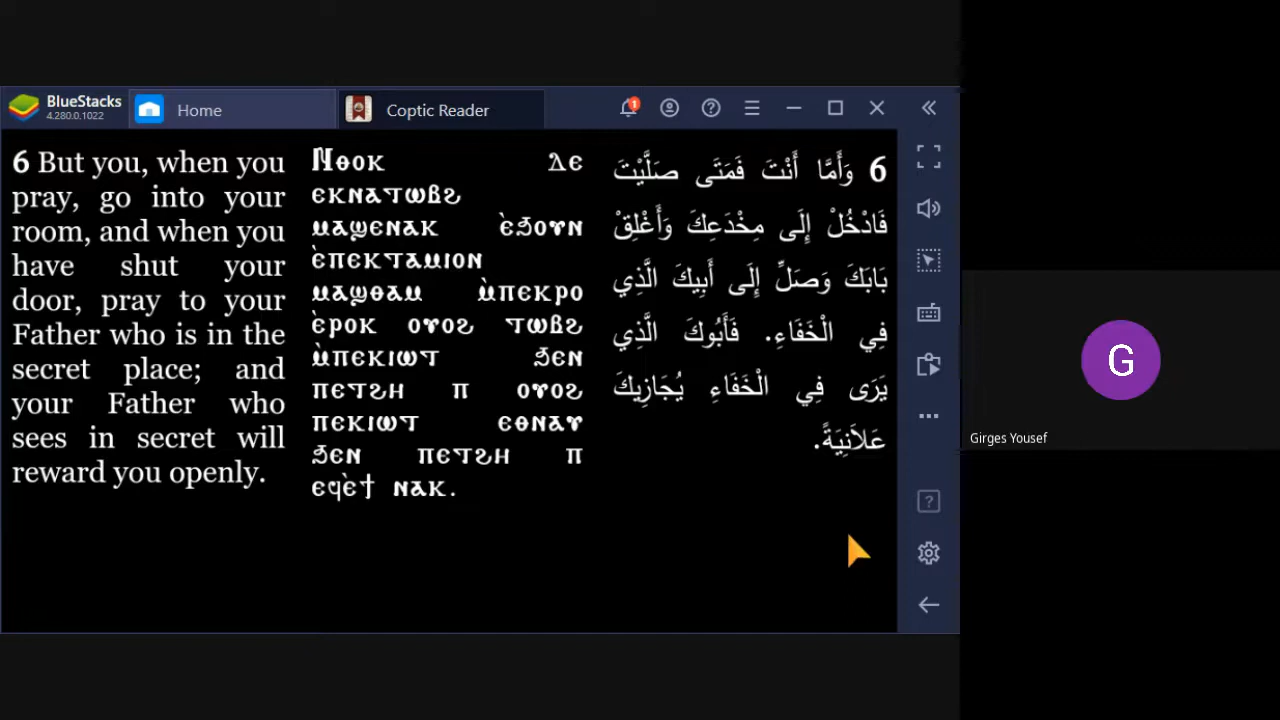 BlueStacks
4.280.0.1022
Home
Coptic Reader
1
6 But you, when you
pray, go into your
room, and when you
have shut your
door, pray to your
Father who is in the
secret place; and
your Father who
sees in secret will
reward you openly.
Ⲛⲑⲟⲕ ⲇⲉ
ⲉⲕⲛⲁⲧⲱⲃϩ
ⲙⲁϣⲉⲛⲁⲕ ⲉ̀ϧⲟⲩⲛ
ⲉ̀ⲡⲉⲕⲧⲁⲙⲓⲟⲛ
ⲙⲁϣⲑⲁⲙ ⲙ̀ⲡⲉⲕⲣⲟ
ⲉ̀ⲣⲟⲕ ⲟⲩⲟϩ ⲧⲱⲃϩ
ⲙ̀ⲡⲉⲕⲓⲱⲧ ϧⲉⲛ
ⲡⲉⲧϩⲏ ⲡ ⲟⲩⲟϩ
ⲡⲉⲕⲓⲱⲧ ⲉⲑⲛⲁⲩ
ϧⲉⲛ ⲡⲉⲧϩⲏ ⲡ
ⲉϥⲉ̀ϯ ⲛⲁⲕ.
6 وَأَمَّا أَنْتَ فَمَتَى صَلَّيْتَ
فَادْخُلْ إِلَى مِخْدَعِكَ وَأَغْلِقْ
بَابَكَ وَصَلِّ إِلَى أَبِيكَ الَّذِي
فِي الْخَفَاءِ. فَأَبُوكَ الَّذِي
يَرَى فِي الْخَفَاءِ يُجَازِيكَ
عَلاَنِيَةً.
G
Girges Yousef